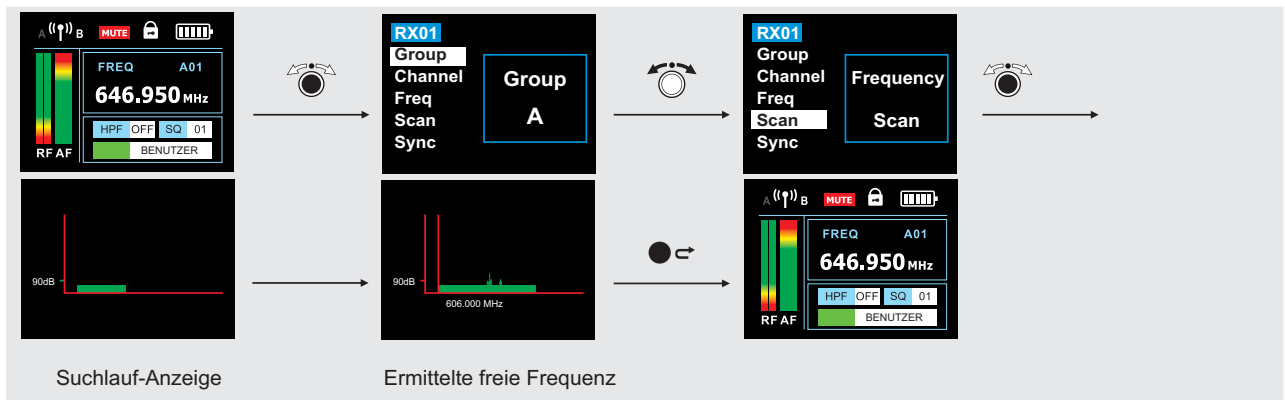 A B MUTE
FREQ A01
646.950 MHz
HPF OFF SQ 01
BENUTZER
RF AF
RX01
Group
Channel
Freq
Scan
Sync
Group
A
RX01
Group
Channel
Freq
Scan
Sync
Frequency
Scan
90dB
90dB
606.000 MHz
A B MUTE
FREQ A01
646.950 MHz
HPF OFF SQ 01
BENUTZER
RF AF
Suchlauf-Anzeige
Ermittelte freie Frequenz